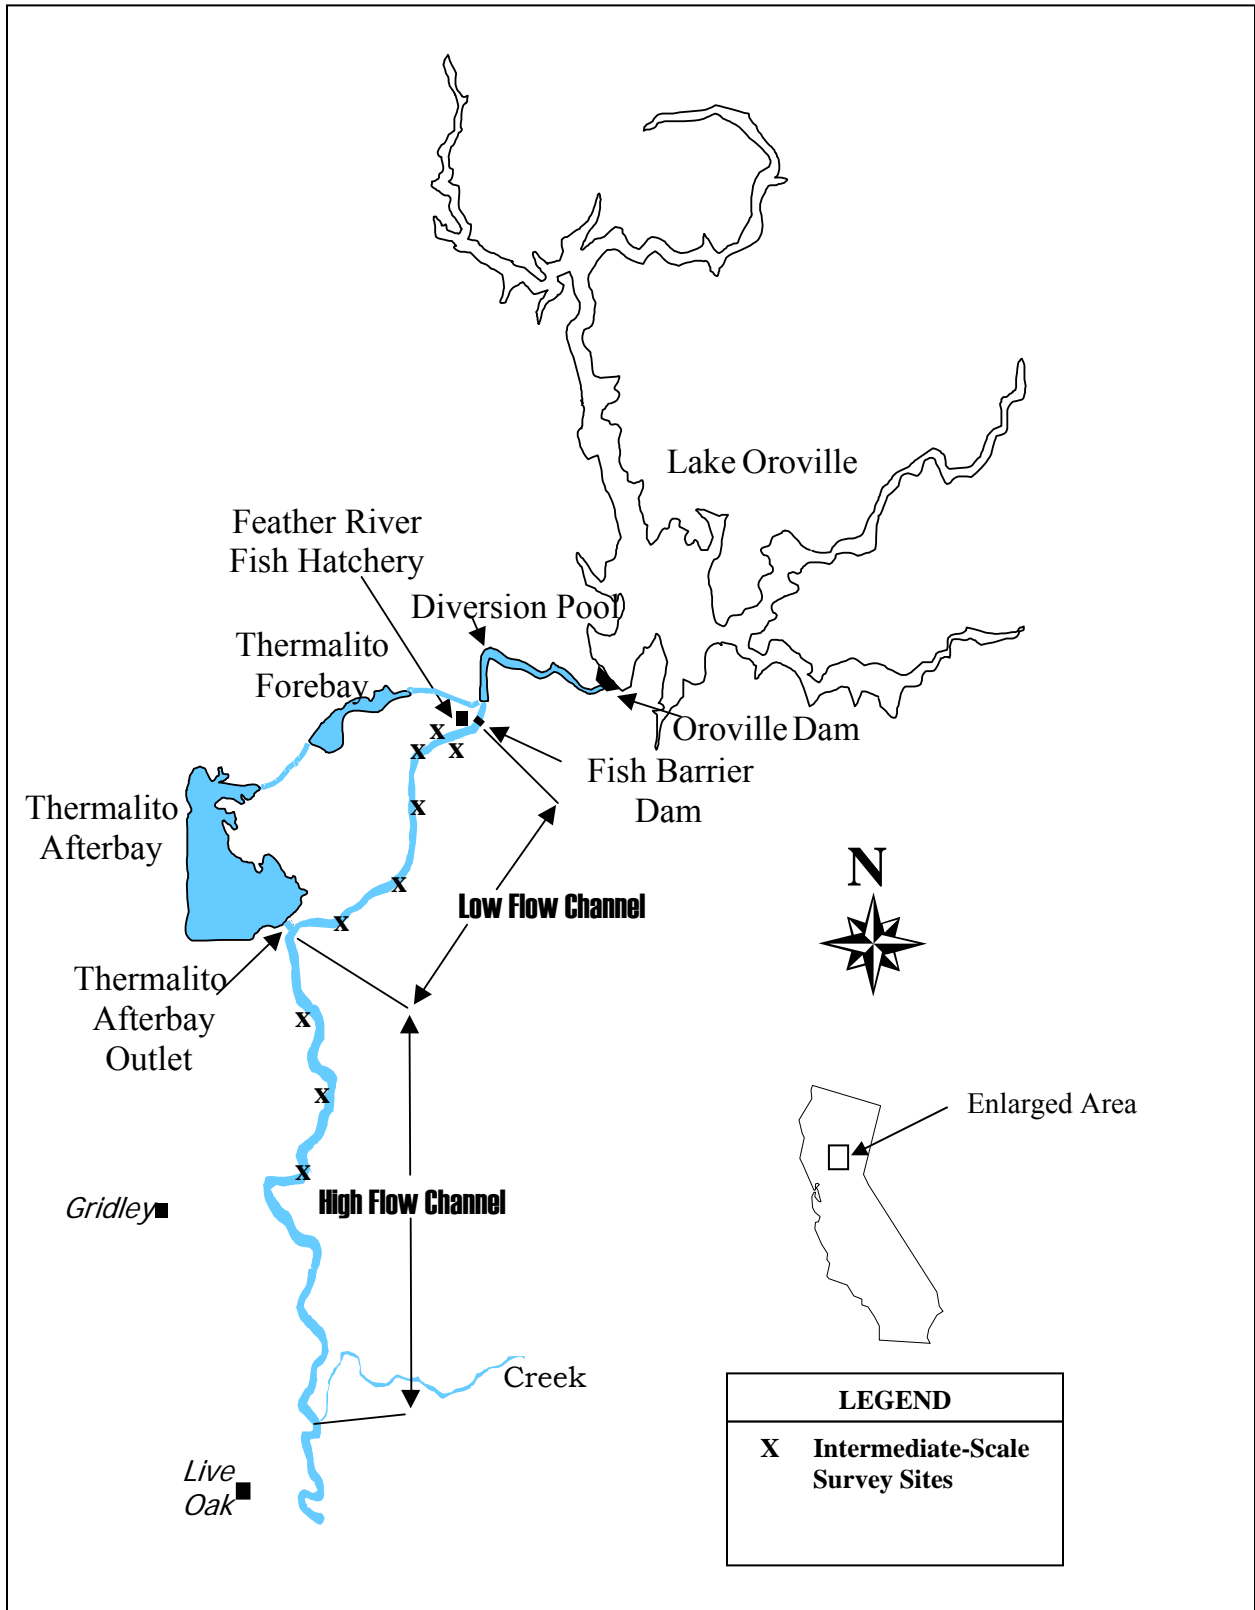 Lake Oroville
Feather River
Fish Hatchery
Diversion Pool
Thermalito
Forebay
Oroville Dam
Fish Barrier
Dam
Thermalito
Afterbay
N
Low Flow Channel
Thermalito
Afterbay
Outlet
Enlarged Area
Gridley
High Flow Channel
Creek
Live
Oak
LEGEND
X Intermediate-Scale
Survey Sites
x
x
x
x
x
x
x
x
x